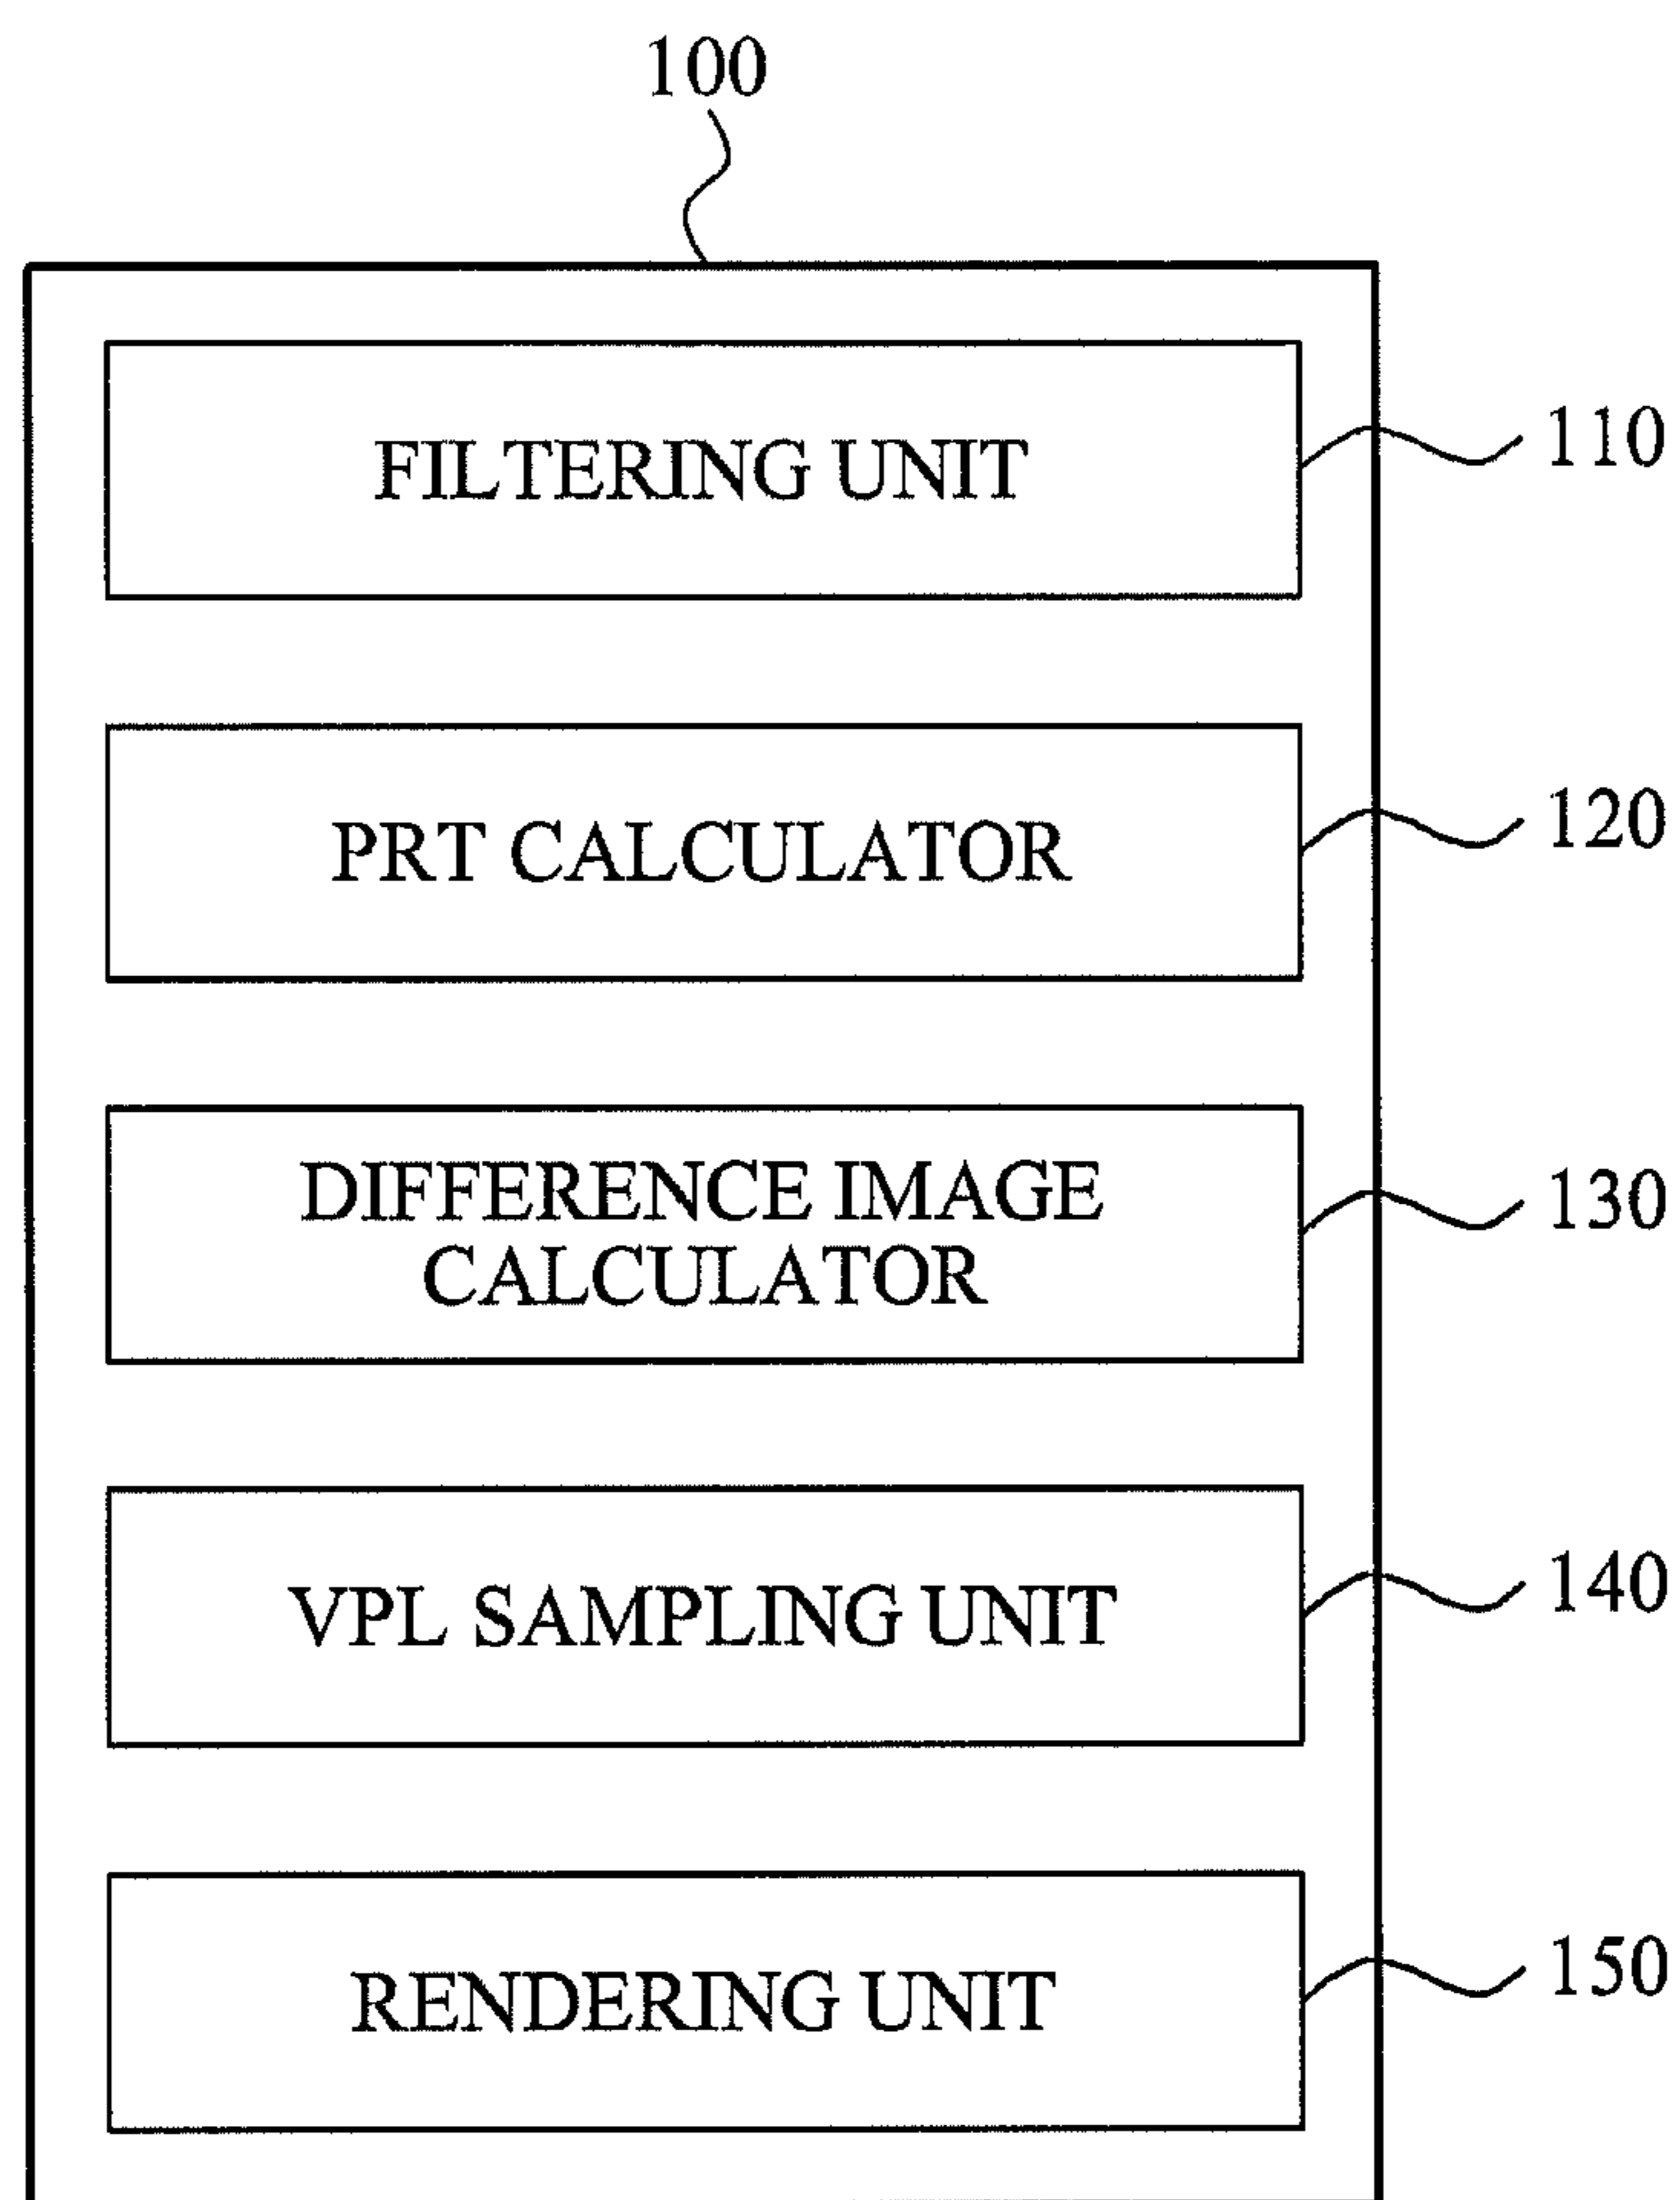 100
FILTERING UNIT
110
PRT CALCULATOR
120
DIFFERENCE IMAGE
CALCULATOR
130
VPL SAMPLING UNIT
140
RENDERING UNIT
150